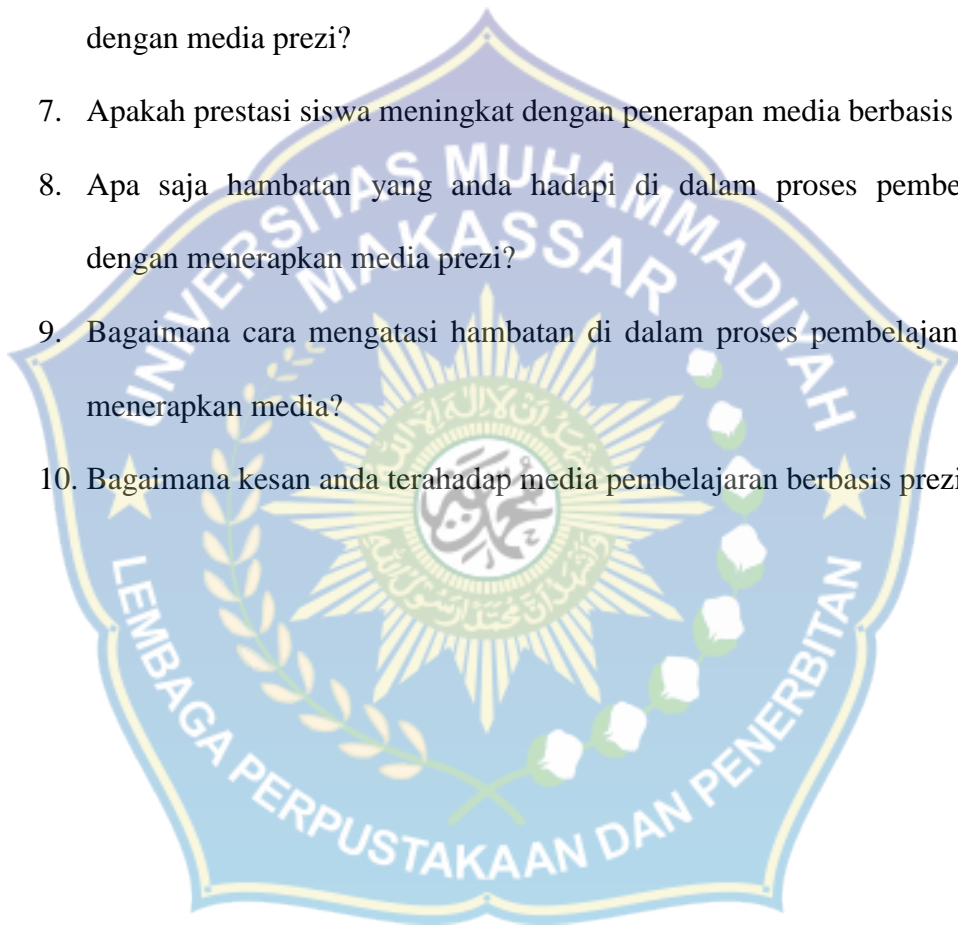 dengan media prezi?
7. Apakah prestasi siswa meningkat dengan penerapan media berbasis
8. Apa saja hambatan yang anda hadapi di dalam proses pembe
dengan menerapkan media prezi?
9. Bagaimana cara mengatasi hambatan di dalam proses pembelajan
menerapkan media?
10. Bagaimana kesan anda terahadap media pembelajaran berbasis prezi
UNIVERSITAS MUHAMMADIYAH
MAKASSAR
LEMBAGA PERPUSTAKAAN DAN PENERBITAN